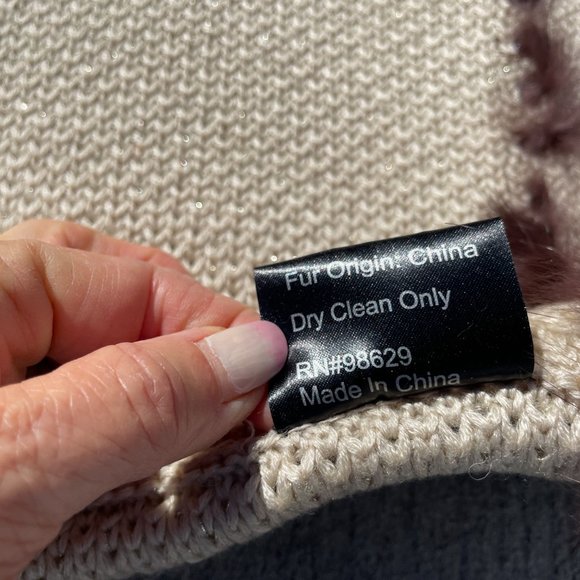 Fur Origin: China
Dry Clean Only
RN#98629
Made In China